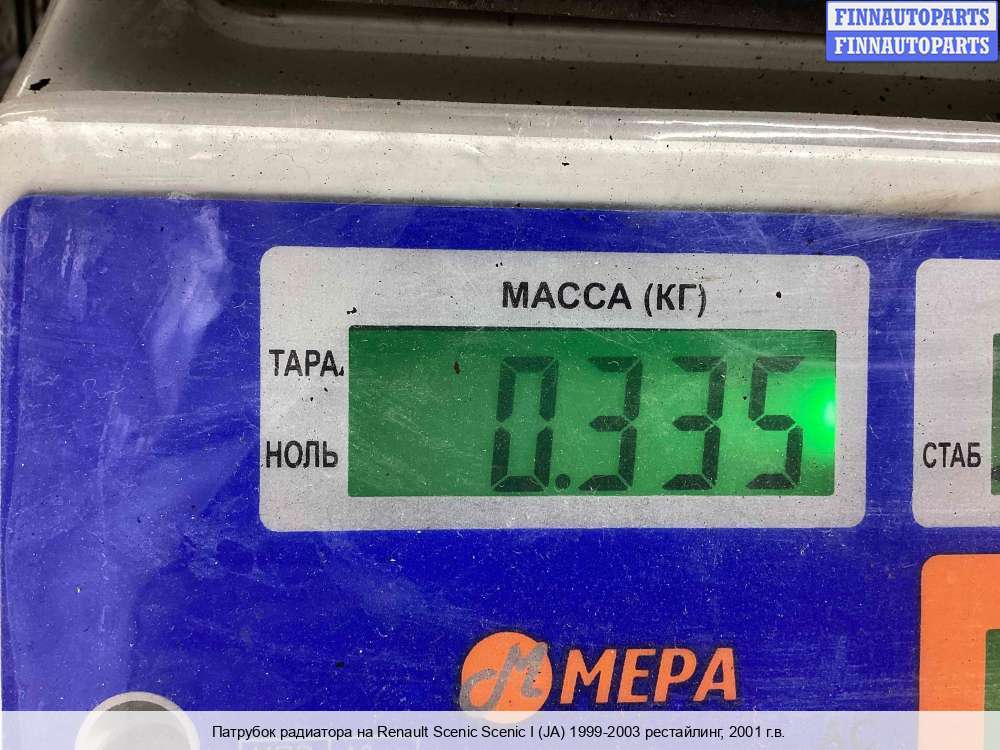 FINNAUTOPARTS
FINNAUTOPARTS
МАССА (КГ)
ТАРА
0.335
НОЛЬ
СТАБ
МЕРА
Патрубок радиатора на Renault Scenic Scenic I (JA) 1999-2003 рестайлинг, 2001 г.в.